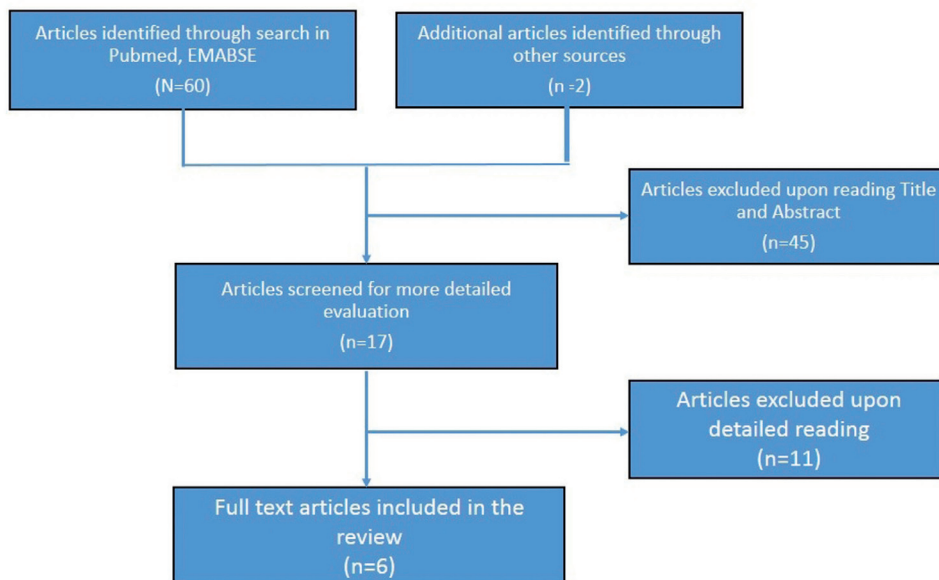 Articles identified through search in
Pubmed, EMABSE
(N=60)
Additional articles identified through
other sources
(n =2)
Articles excluded upon reading Title
and Abstract
(n=45)
Articles screened for more detailed
evaluation
(n=17)
Articles excluded upon
detailed reading
(n=11)
Full text articles included in the
review
(n=6)